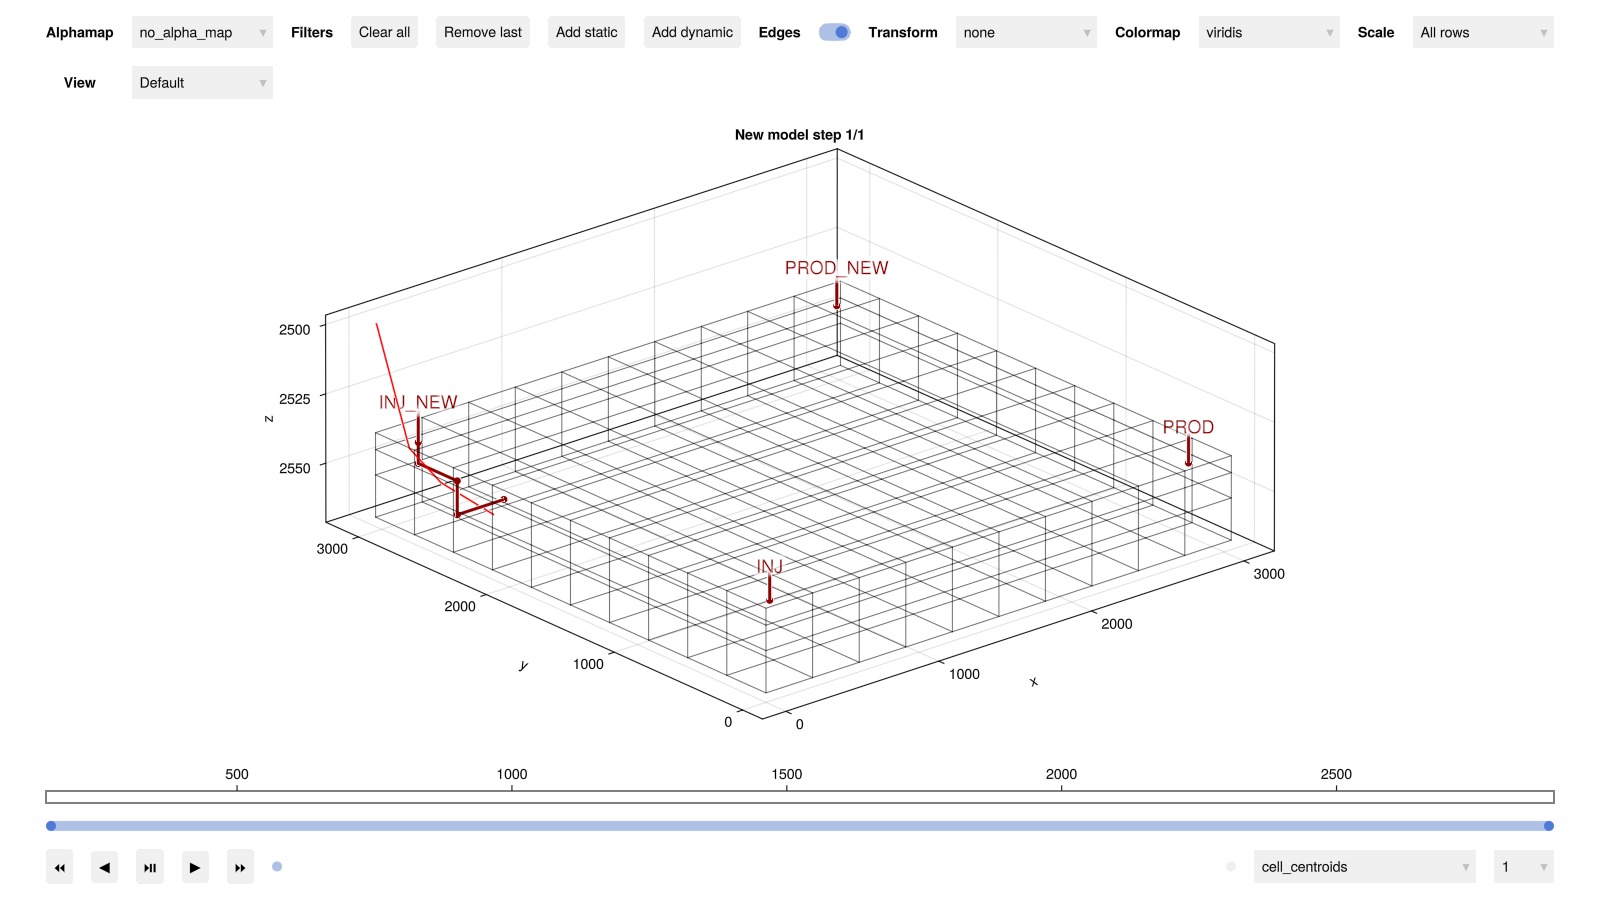 Alphamap no_alpha_map Filters Clear all Remove last Add static Add dynamic Edges Transform none Colormap viridis Scale All rows
View Default
New model step 1/1
PROD_NEW
2500
INJ_NEW
2525
z
PROD
2550
3000
INJ
3000
2000
2000
y
1000
1000
x
0
0
500 1000 1500 2000 2500
cell_centroids 1